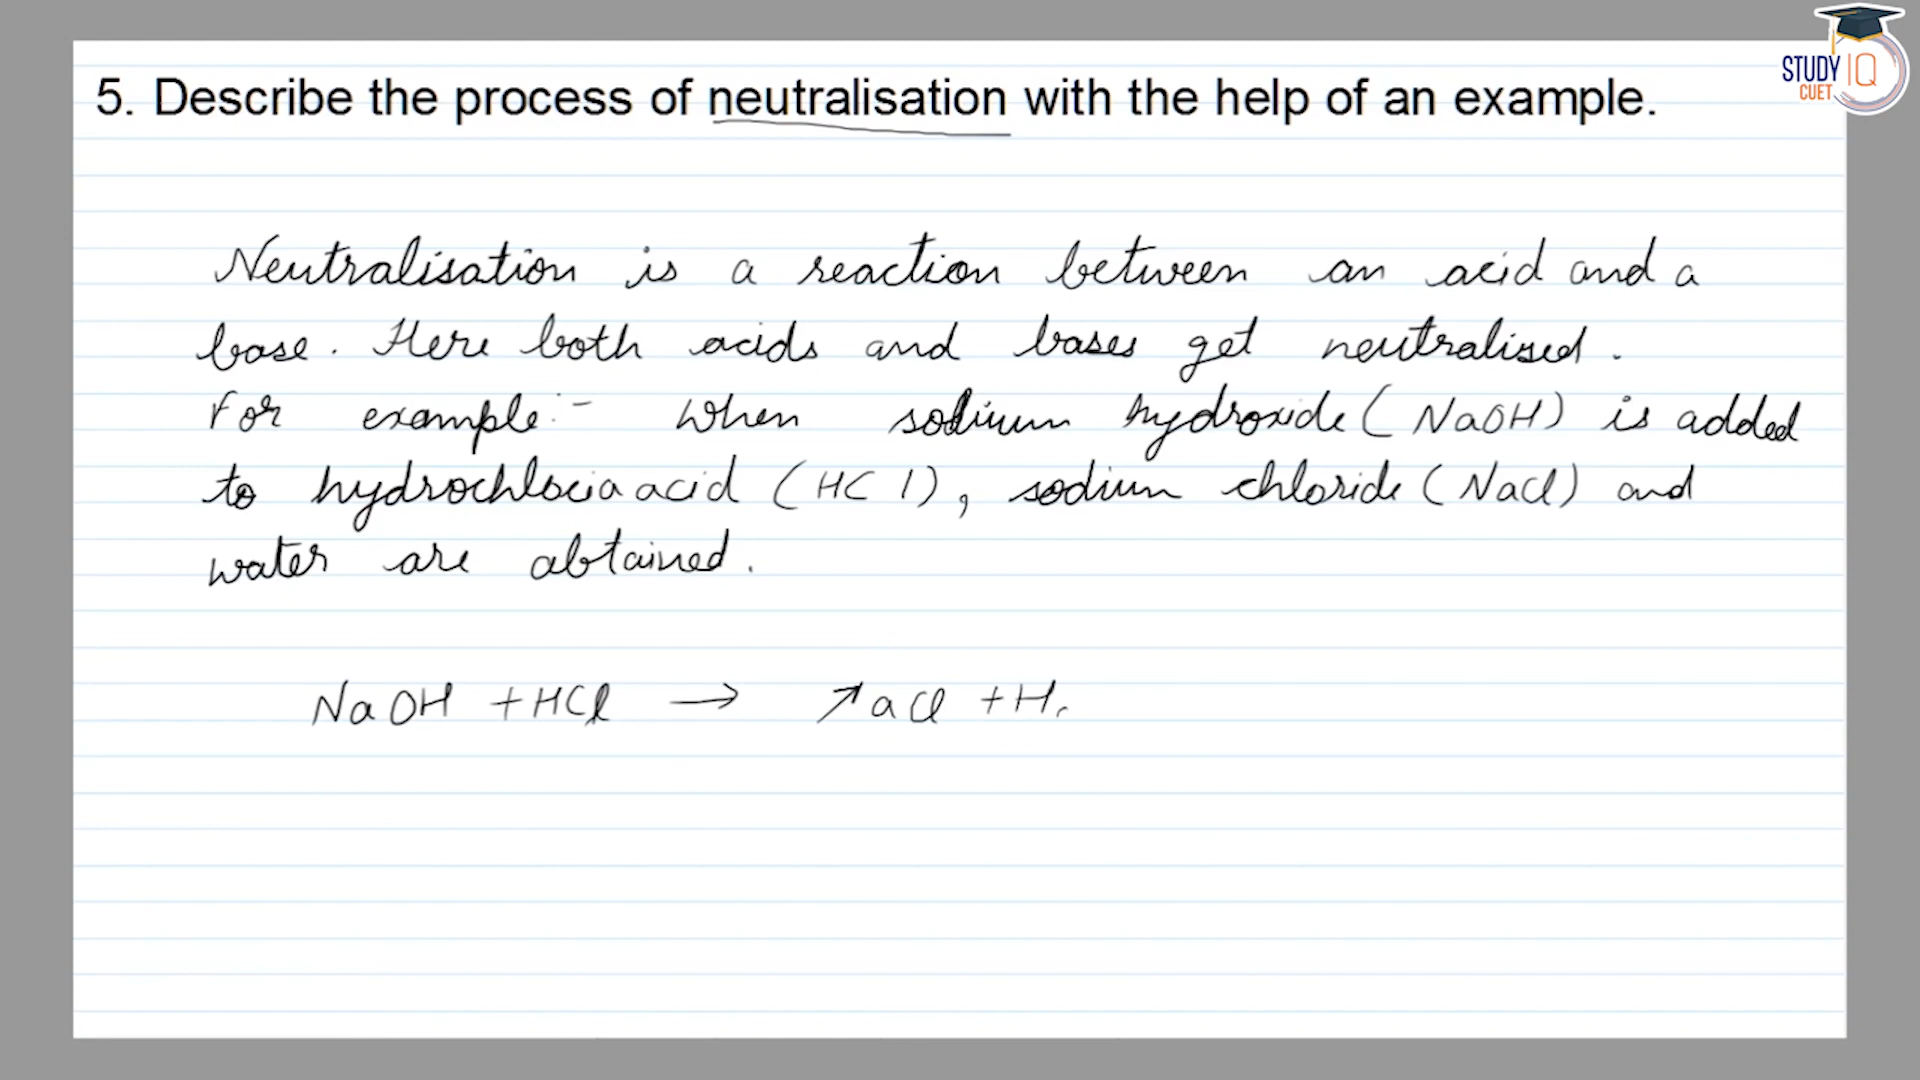 STUDY IQ
CUET
5. Describe the process of neutralisation with the help of an example.
Neutralisation is a reaction between an acid and a
base. Here both acids and bases get neutralised.
For example:- When sodium hydroxide (NaOH) is added
to hydrochlocia acid (HCl), sodium chloride (NaCl) and
water are abtained.
NaOH + HCl → NaCl + H